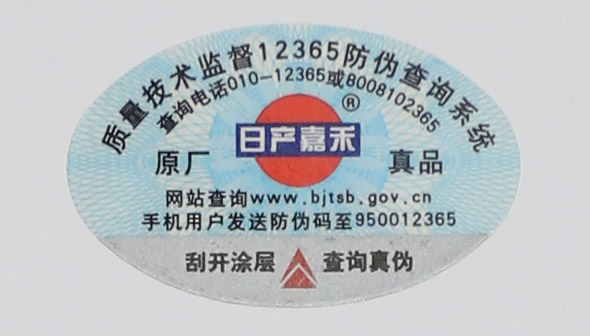 质量技术监督12365防伪查询系统
查询电话010-12365或8008102365
®
日产嘉禾
原厂 真品
网站查询www.bjtsb.gov.cn
手机用户发送防伪码至950012365
刮开涂层 查询真伪